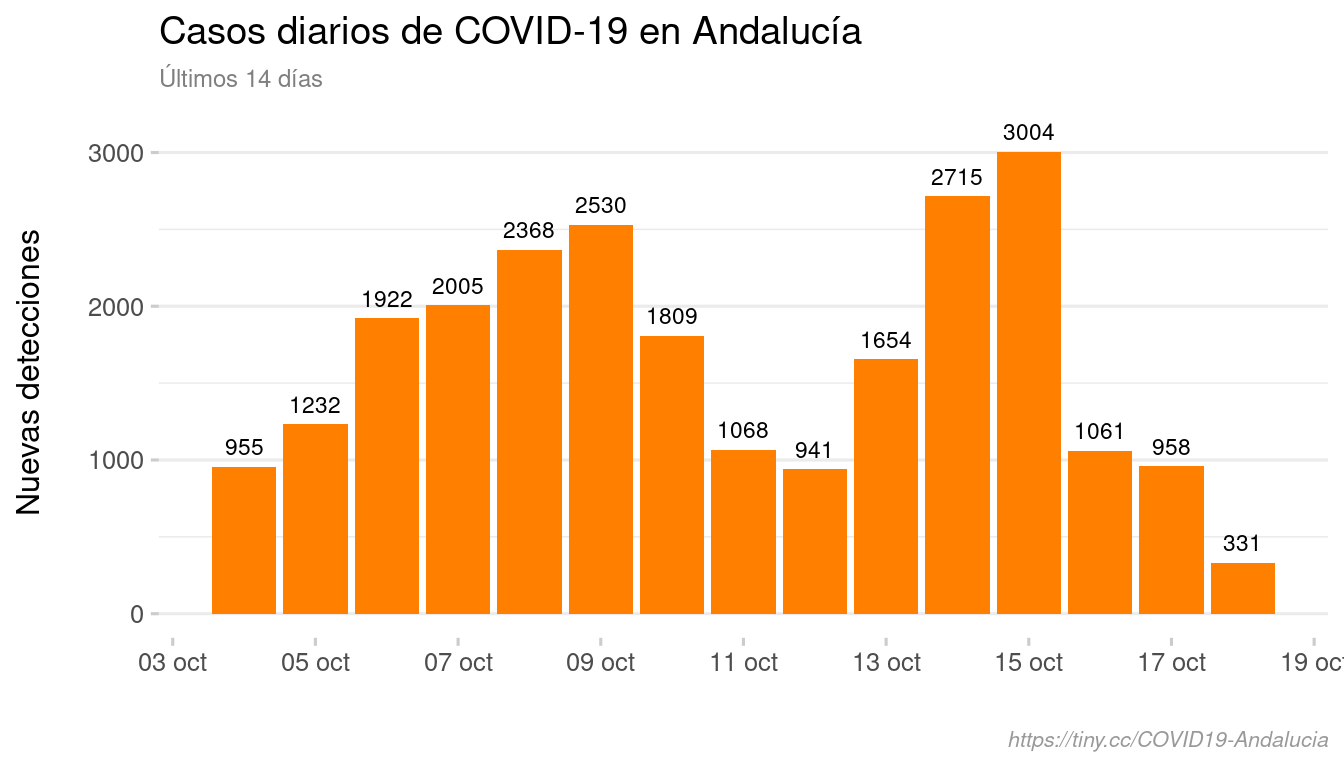 Casos diarios de COVID-19 en Andalucía
Últimos 14 días
Nuevas detecciones
3000
2000
1000
0
955
1232
1922
2005
2368
2530
1809
1068
941
1654
2715
3004
1061
958
331
03 oct
05 oct
07 oct
09 oct
11 oct
13 oct
15 oct
17 oct
19 oct
https://tiny.cc/COVID19-Andalucia